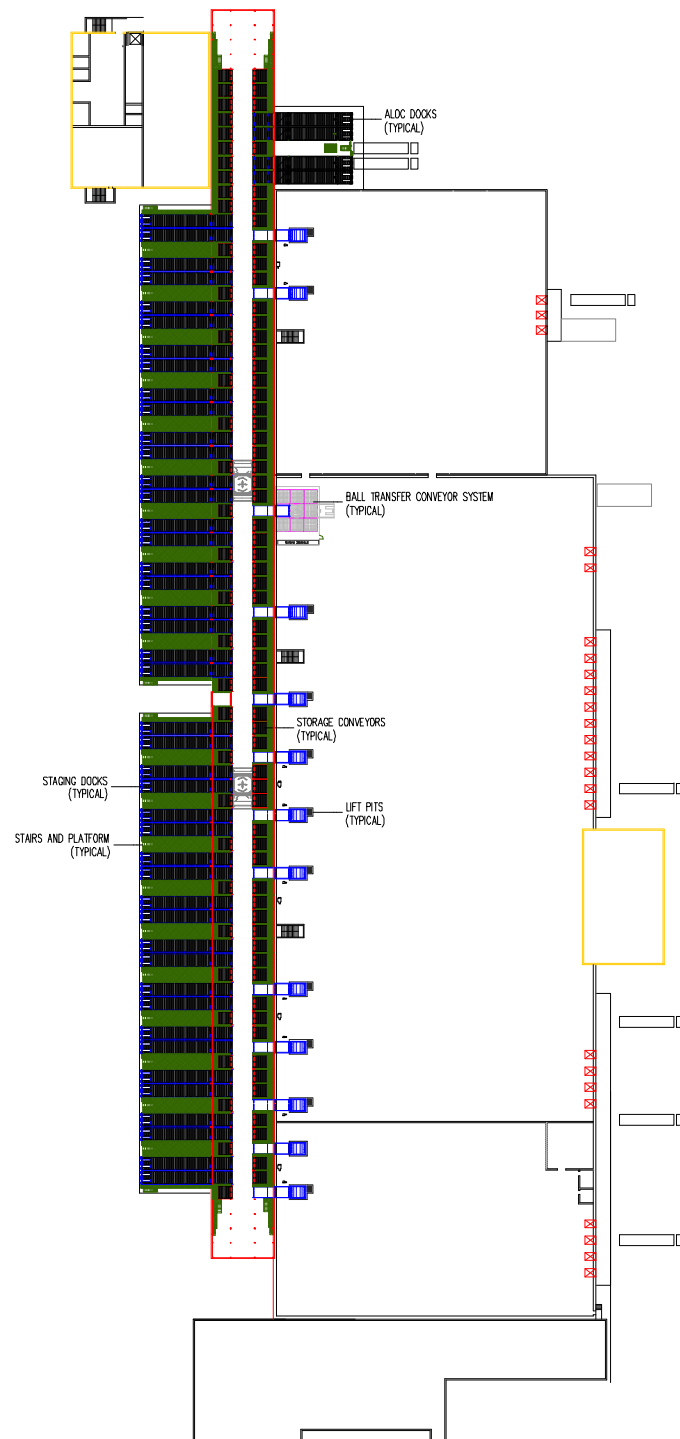 ALOC DOCKS
(TYPICAL)
BALL TRANSFER CONVEYOR SYSTEM
(TYPICAL)
STORAGE CONVEYORS
(TYPICAL)
STAGING DOCKS
(TYPICAL)
LIFT PITS
(TYPICAL)
STAIRS AND PLATFORM
(TYPICAL)